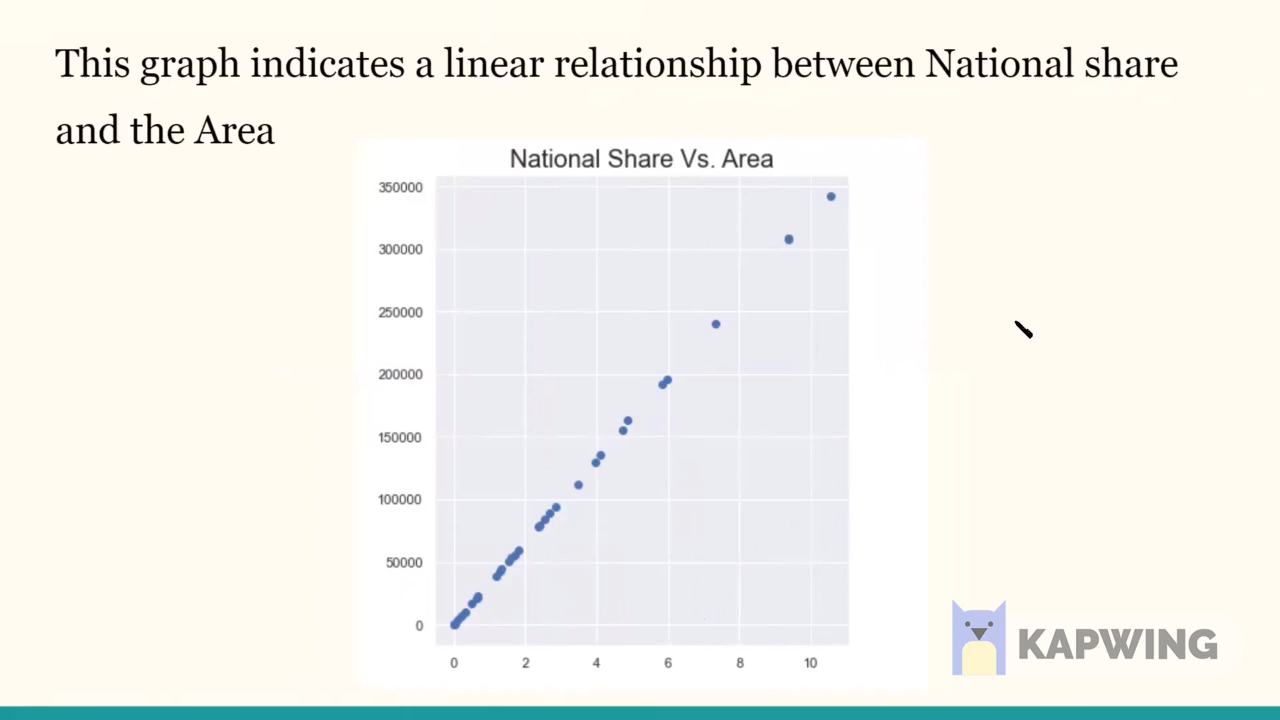 This graph indicates a linear relationship between National share
and the Area
National Share Vs. Area
350000
300000
250000
200000
150000
100000
50000
0
0 2 4 6 8 10
KAPWING